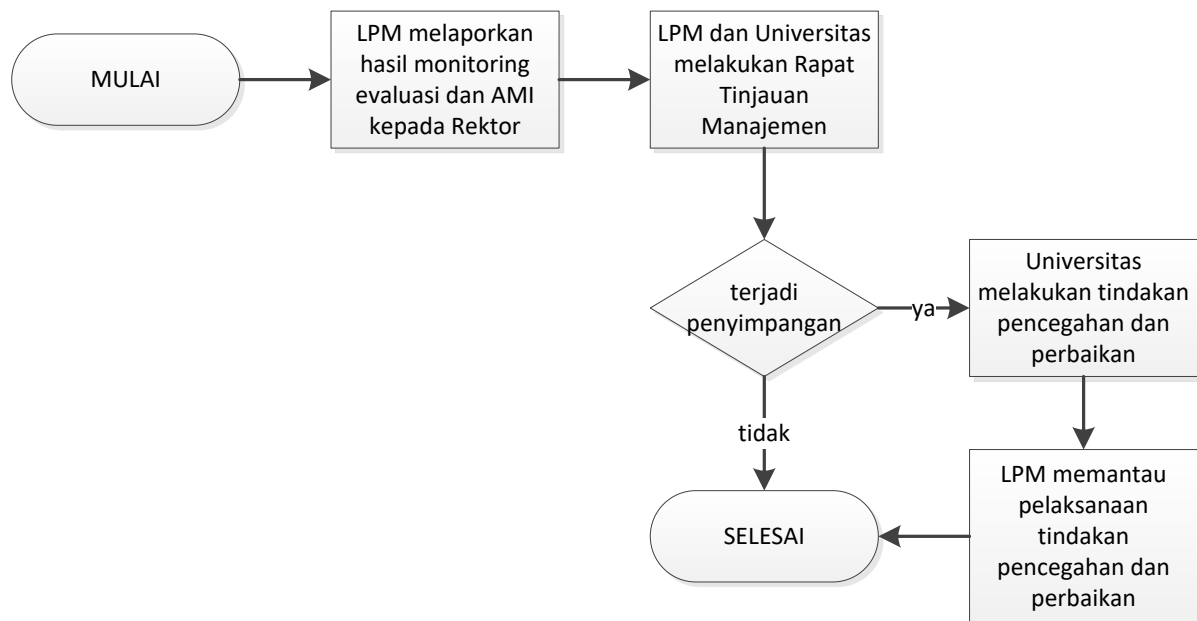 MULAI
LPM melaporkan
hasil monitoring
evaluasi dan AMI
kepada Rektor
LPM dan Universitas
melakukan Rapat
Tinjauan
Manajemen
terjadi
penyimpangan
ya
Universitas
melakukan tindakan
pencegahan dan
perbaikan
tidak
LPM memantau
pelaksanaan
tindakan
pencegahan dan
perbaikan
SELESAI